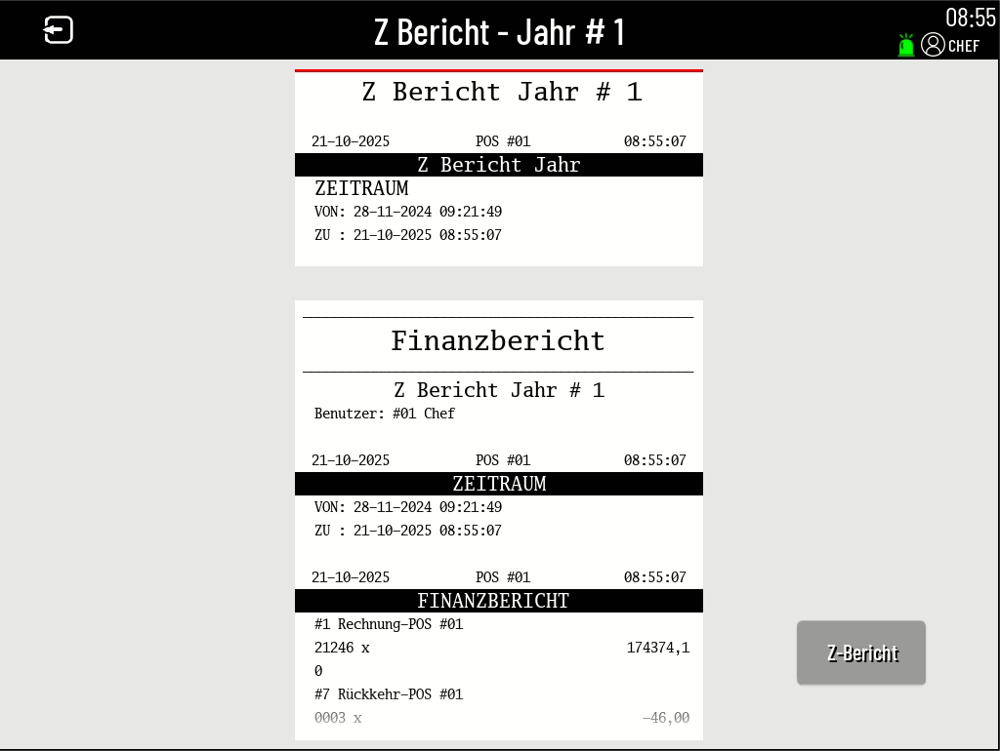 Z Bericht - Jahr # 1
08:55
CHEF
Z Bericht Jahr # 1
21-10-2025 POS #01 08:55:07
Z Bericht Jahr
ZEITRAUM
VON: 28-11-2024 09:21:49
ZU : 21-10-2025 08:55:07
Finanzbericht
Z Bericht Jahr # 1
Benutzer: #01 Chef
21-10-2025 POS #01 08:55:07
ZEITRAUM
VON: 28-11-2024 09:21:49
ZU : 21-10-2025 08:55:07
21-10-2025 POS #01 08:55:07
FINANZBERICHT
#1 Rechnung-POS #01
21246 x 174374,1
0
#7 Rückkehr-POS #01
0003 x -46,00
Z-Bericht